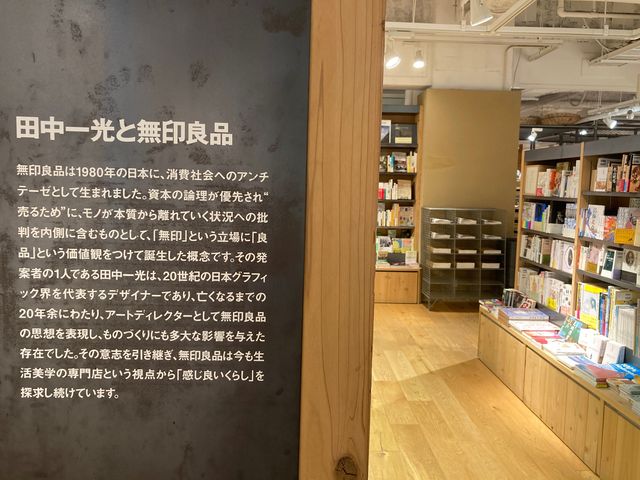 田中一光と無印良品
無印良品は1980年の日本に、消費社会へのアンチ
テーゼとして生まれました。資本の論理が優先され“
売るため”に、モノが本質から離れていく状況への批
判を内側に含むものとして、「無印」という立場に「良
品」という価値観をつけて誕生した概念です。その発
案者の1人である田中一光は、20世紀の日本グラフィ
ック界を代表するデザイナーであり、亡くなるまでの
20年余にわたり、アートディレクターとして無印良品
の思想を表現し、ものづくりにも多大な影響を与えた
存在でした。その意志を引き継ぎ、無印良品は今も生
活美学の専門店という視点から「感じ良いくらし」を
探求し続けています。